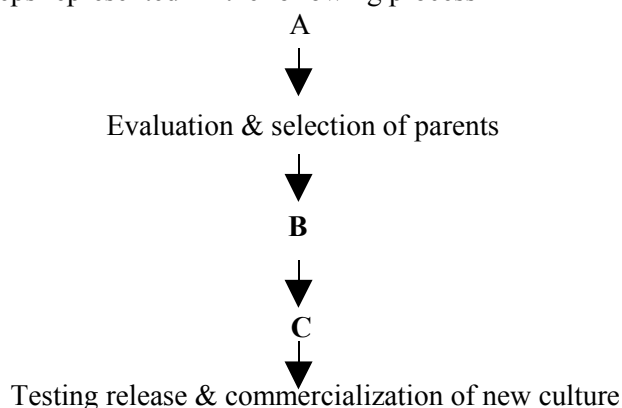 A
Evaluation & selection of parents
B
C
Testing release & commercialization of new culture